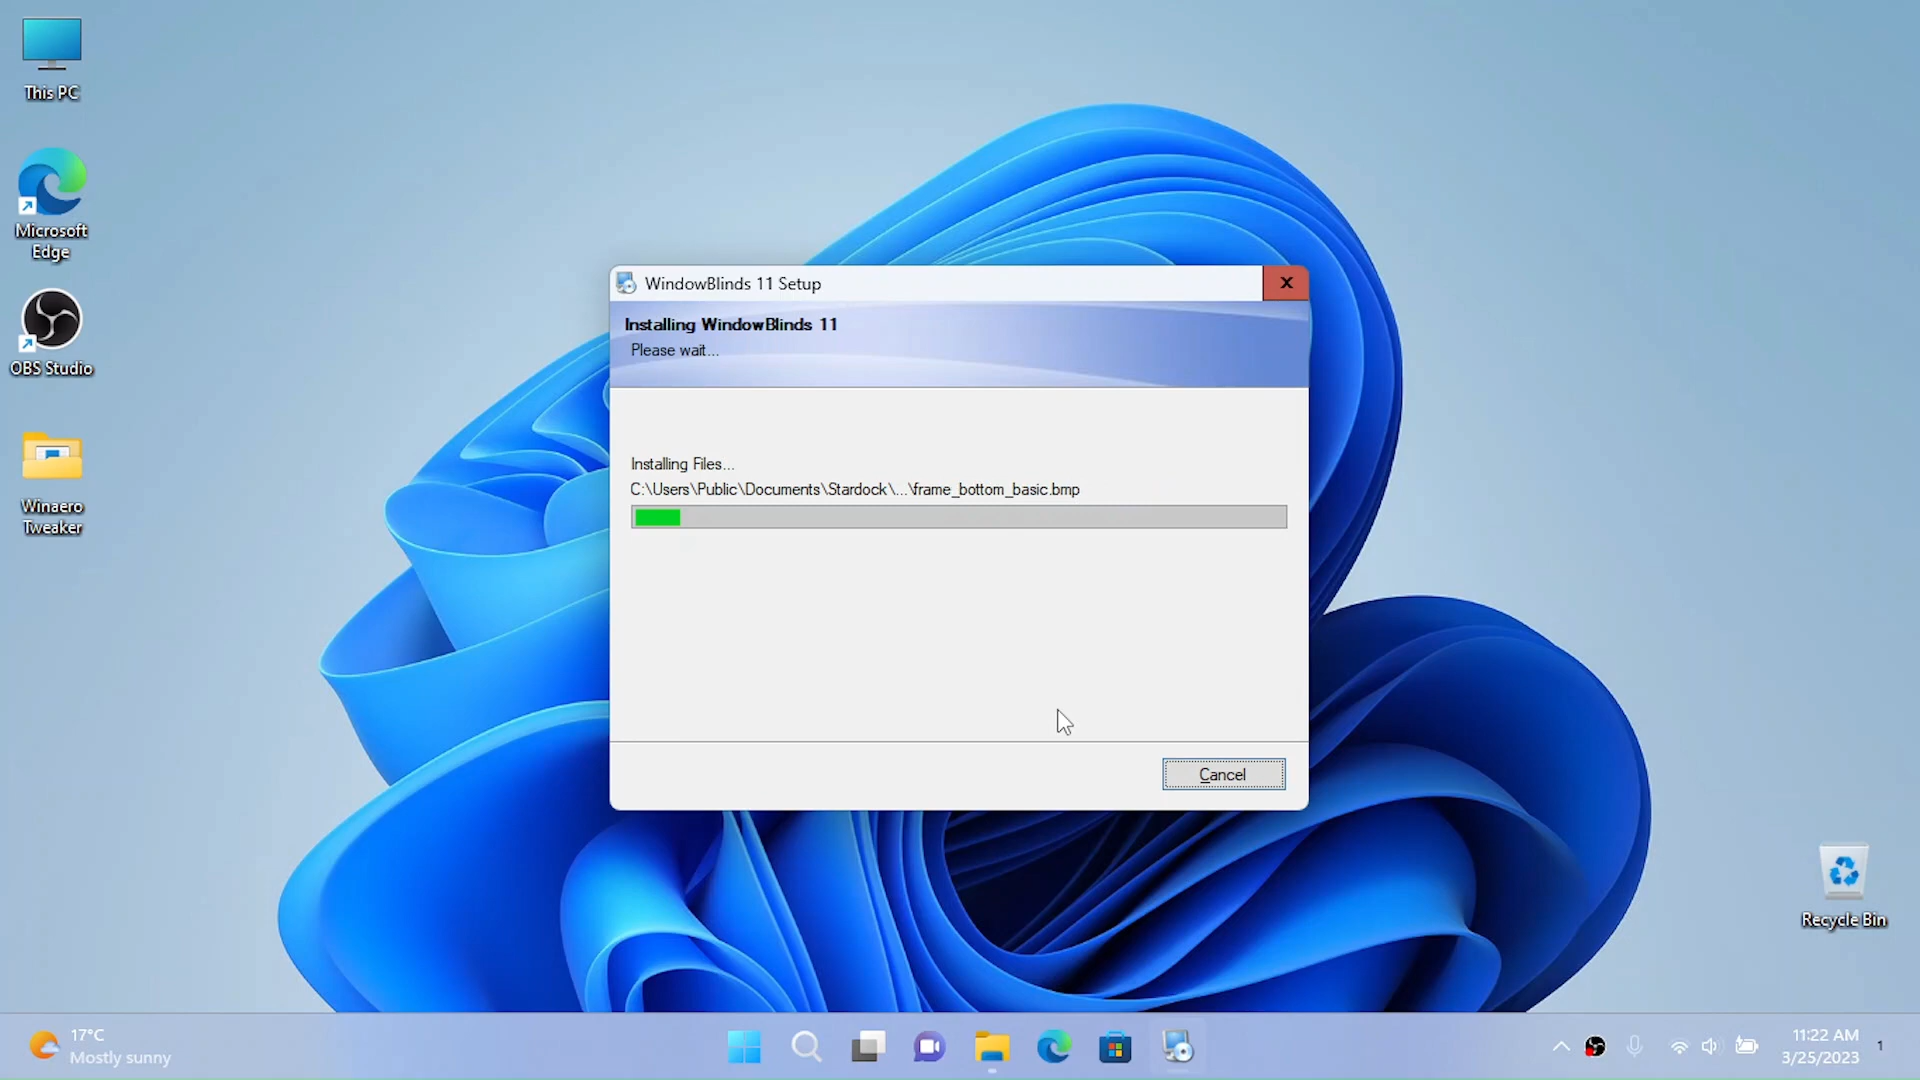 This PC
Microsoft
Edge
OBS Studio
Winaero
Tweaker
WindowBlinds 11 Setup
Installing WindowBlinds 11
Please wait...
Installing Files...
C:\Users\Public\Documents\Stardock\...\frame_bottom_basic.bmp
Cancel
Recycle Bin
17°C
Mostly sunny
11:22 AM
3/25/2023
1